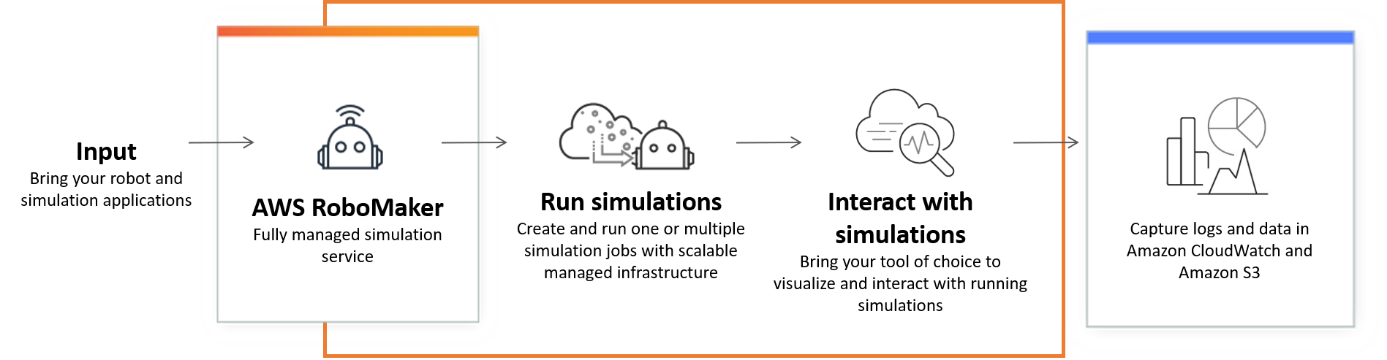 Input
Bring your robot and
simulation applications
AWS RoboMaker
Fully managed simulation
service
Run simulations
Create and run one or multiple
simulation jobs with scalable
managed infrastructure
Interact with
simulations
Bring your tool of choice to
visualize and interact with running
simulations
Capture logs and data in
Amazon CloudWatch and
Amazon S3